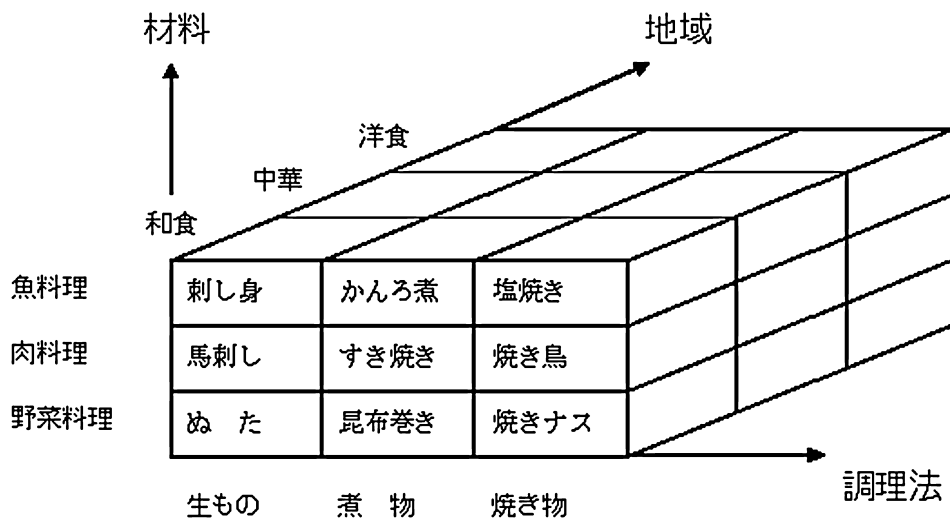 材料
地域
洋食
中華
和食
魚料理 刺し身 かんろ煮 塩焼き
肉料理 馬刺し すき焼き 焼き鳥
野菜料理 ぬ た 昆布巻き 焼きナス
調理法
生もの 煮 物 焼き物